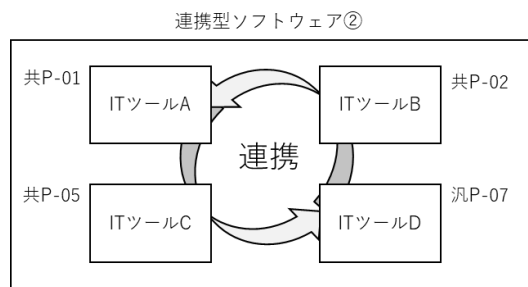 連携型ソフトウェア②
共P-01
ITツールA
ITツールB
共P-02
連携
共P-05
ITツールC
ITツールD
汎P-07